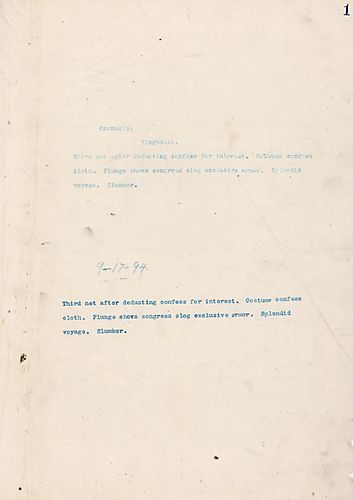 1
Carnegie,
Kingussie.
Third net after deducting confess for interest. Costume confess
cloth. Plunge shows congress clog exclusive armor. Splendid
voyage. Slumber.
9-17-94
Third net after deducting confess for interest. Costume confess
cloth. Plunge shows congress clog exclusive armor. Splendid
voyage. Slumber.